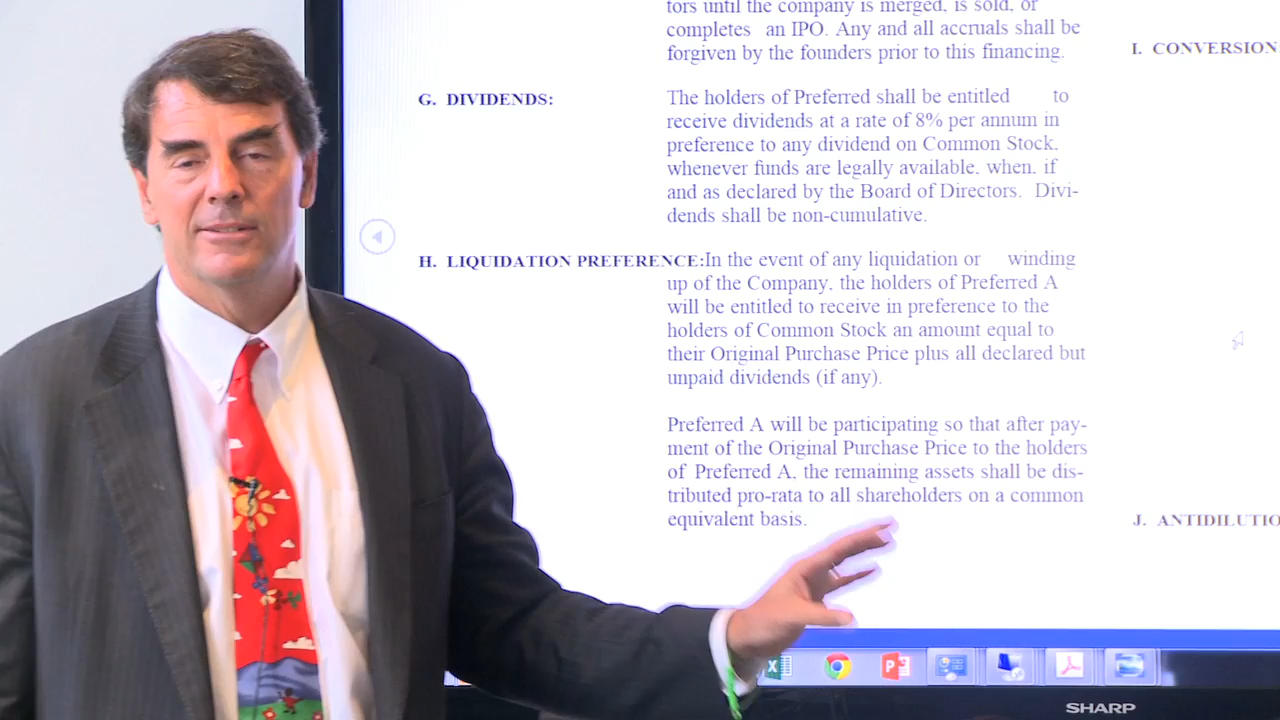 tors until the company is merged, is sold, or
completes an IPO. Any and all accruals shall be
forgiven by the founders prior to this financing.
G. DIVIDENDS:
The holders of Preferred shall be entitled to
receive dividends at a rate of 8% per annum in
preference to any dividend on Common Stock,
whenever funds are legally available, when, if
and as declared by the Board of Directors. Divi-
dends shall be non-cumulative.
H. LIQUIDATION PREFERENCE:In the event of any liquidation or winding
up of the Company, the holders of Preferred A
will be entitled to receive in preference to the
holders of Common Stock an amount equal to
their Original Purchase Price plus all declared but
unpaid dividends (if any).
Preferred A will be participating so that after pay-
ment of the Original Purchase Price to the holders
of Preferred A, the remaining assets shall be dis-
tributed pro-rata to all shareholders on a common
equivalent basis.
I. CONVERSION
J. ANTIDILUTIO
SHARP